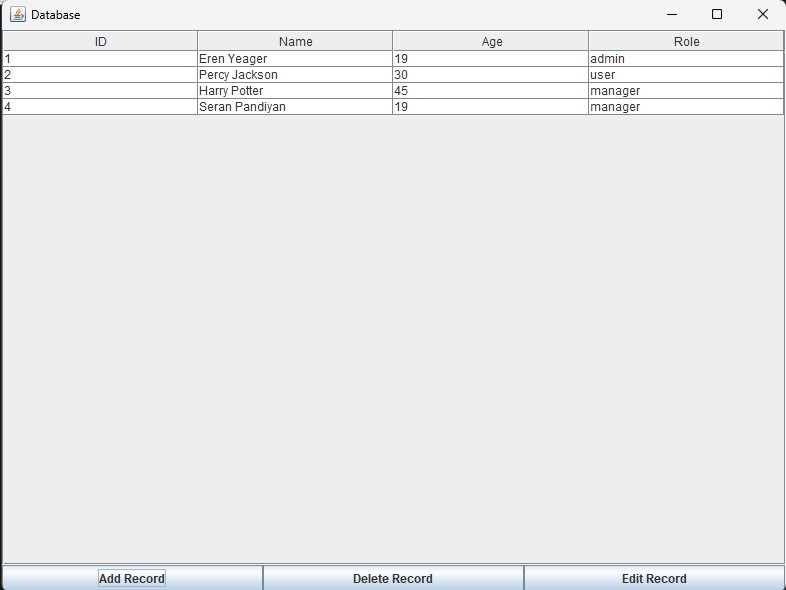 Database
ID Name Age Role
1 Eren Yeager 19 admin
2 Percy Jackson 30 user
3 Harry Potter 45 manager
4 Seran Pandiyan 19 manager
Add Record Delete Record Edit Record